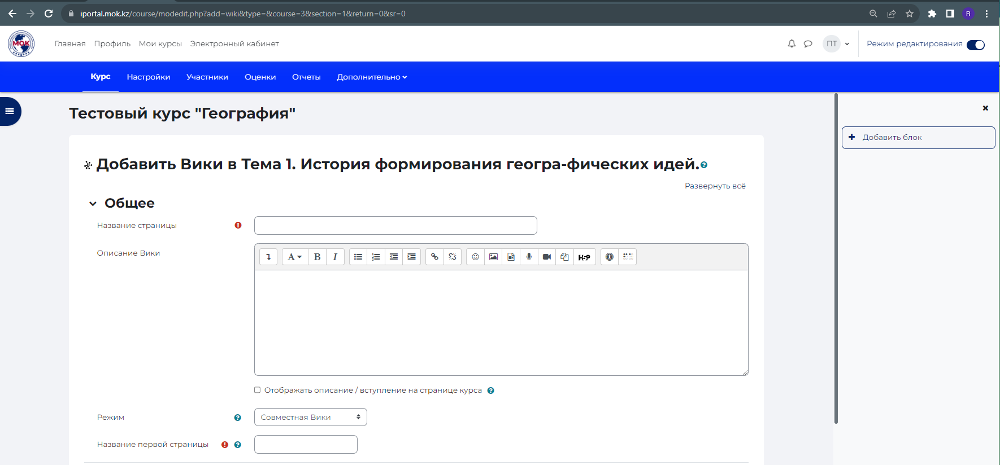 iportal.mok.kz/course/modedit.php?add=wiki&type=&course=3&section=1&return=0&sr=0
R
МОК
Главная Профиль Мои курсы Электронный кабинет
ПТ
Режим редактирования
Курс Настройки Участники Оценки Отчеты Дополнительно
Тестовый курс "География"
Добавить блок
Добавить Вики в Тема 1. История формирования геогра-фических идей.
Развернуть всё
Общее
Название страницы
Описание Вики
A B I
H5P
Отображать описание / вступление на странице курса
Режим
Совместная Вики
Название первой страницы